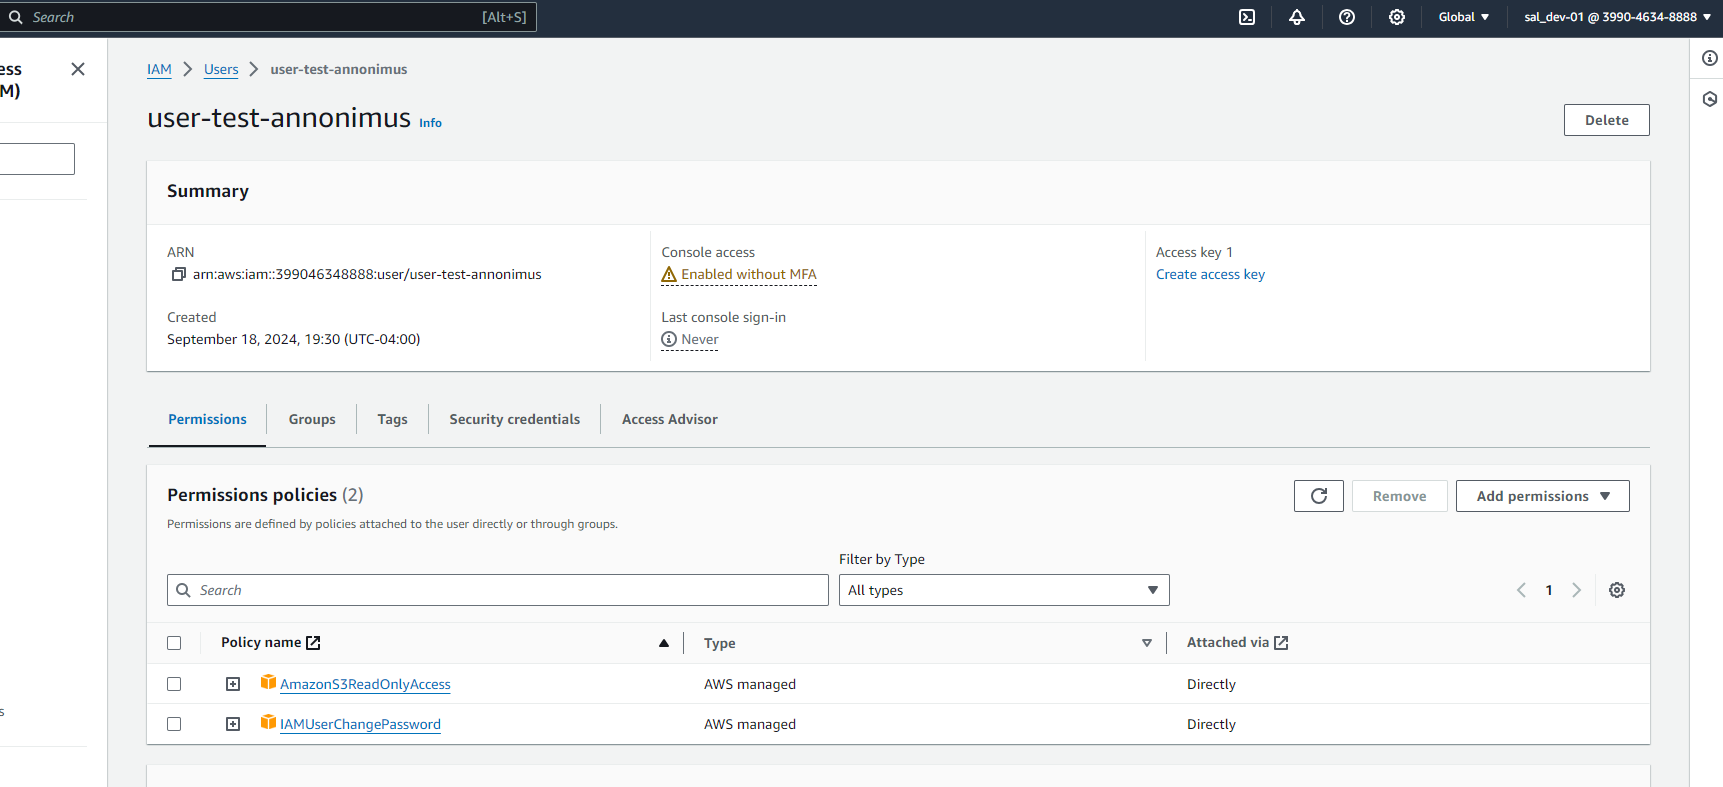 Search [Alt+S] Global sal_dev-01 @ 3990-4634-8888
ess
M)
IAM Users user-test-annonimus
user-test-annonimus Info
Delete
Summary
ARN
arn:aws:iam::399046348888:user/user-test-annonimus
Created
September 18, 2024, 19:30 (UTC-04:00)
Console access
Enabled without MFA
Last console sign-in
Never
Access key 1
Create access key
Permissions Groups Tags Security credentials Access Advisor
Permissions policies (2)
Permissions are defined by policies attached to the user directly or through groups.
Remove Add permissions
Filter by Type
Search All types 1
Policy name Type Attached via
AmazonS3ReadOnlyAccess AWS managed Directly
s
IAMUserChangePassword AWS managed Directly